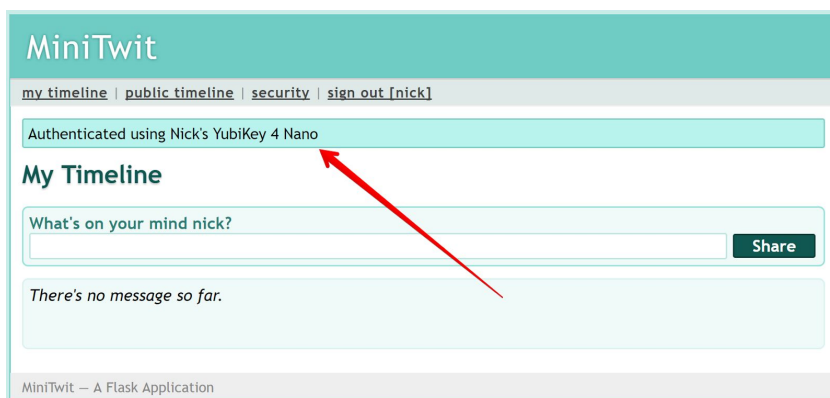 MiniTwit
my timeline | public timeline | security | sign out [nick]
Authenticated using Nick's YubiKey 4 Nano
My Timeline
What's on your mind nick?
Share
There's no message so far.
MiniTwit — A Flask Application